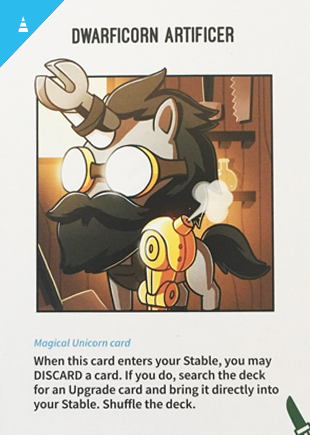 DWARFICORN ARTIFICER
Magical Unicorn card
When this card enters your Stable, you may
DISCARD a card. If you do, search the deck
for an Upgrade card and bring it directly into
your Stable. Shuffle the deck.